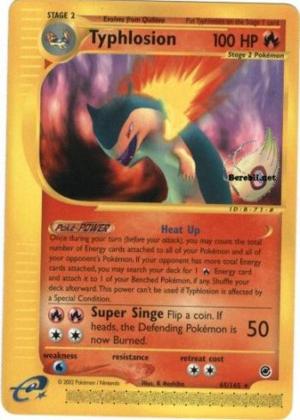 STAGE 2
Evolves from Quilava
Put Typhlosion on the Stage 1 card
Typhlosion
100 HP
Stage 2 Pokémon
Berebil.net
Poké-POWER
Heat Up
Once during your turn (before your attack), you may count the total
number of Energy cards attached to all of your Pokémon and all of
your opponent's Pokémon. If your opponent has more total Energy
cards attached, you may search your deck for 1 Energy card
and attach it to 1 of your Benched Pokémon, if any. Shuffle your
deck afterward. This power can't be used if Typhlosion is affected by
a Special Condition.
Super Singe Flip a coin. If
heads, the Defending Pokémon is
now Burned.
50
weakness
resistance
retreat cost
e
© 2002 Pokémon / Nintendo
65/165